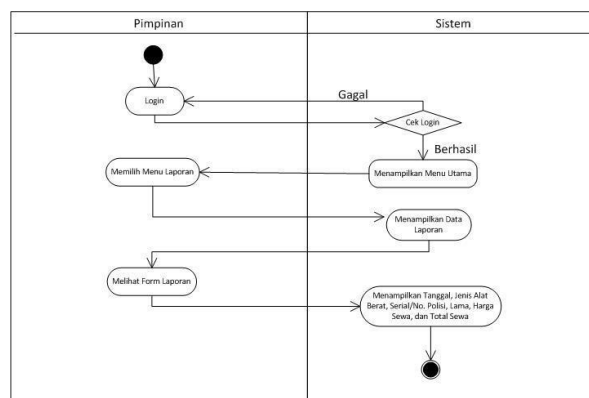 Pimpinan
Sistem
Gagal
Login
Cek Login
Berhasil
Memilih Menu Laporan
Menampilkan Menu Utama
Menampilkan Data
Laporan
Melihat Form Laporan
Menampilkan Tanggal, Jenis Alat
Berat, Serial/No. Polisi, Lama, Harga
Sewa, dan Total Sewa